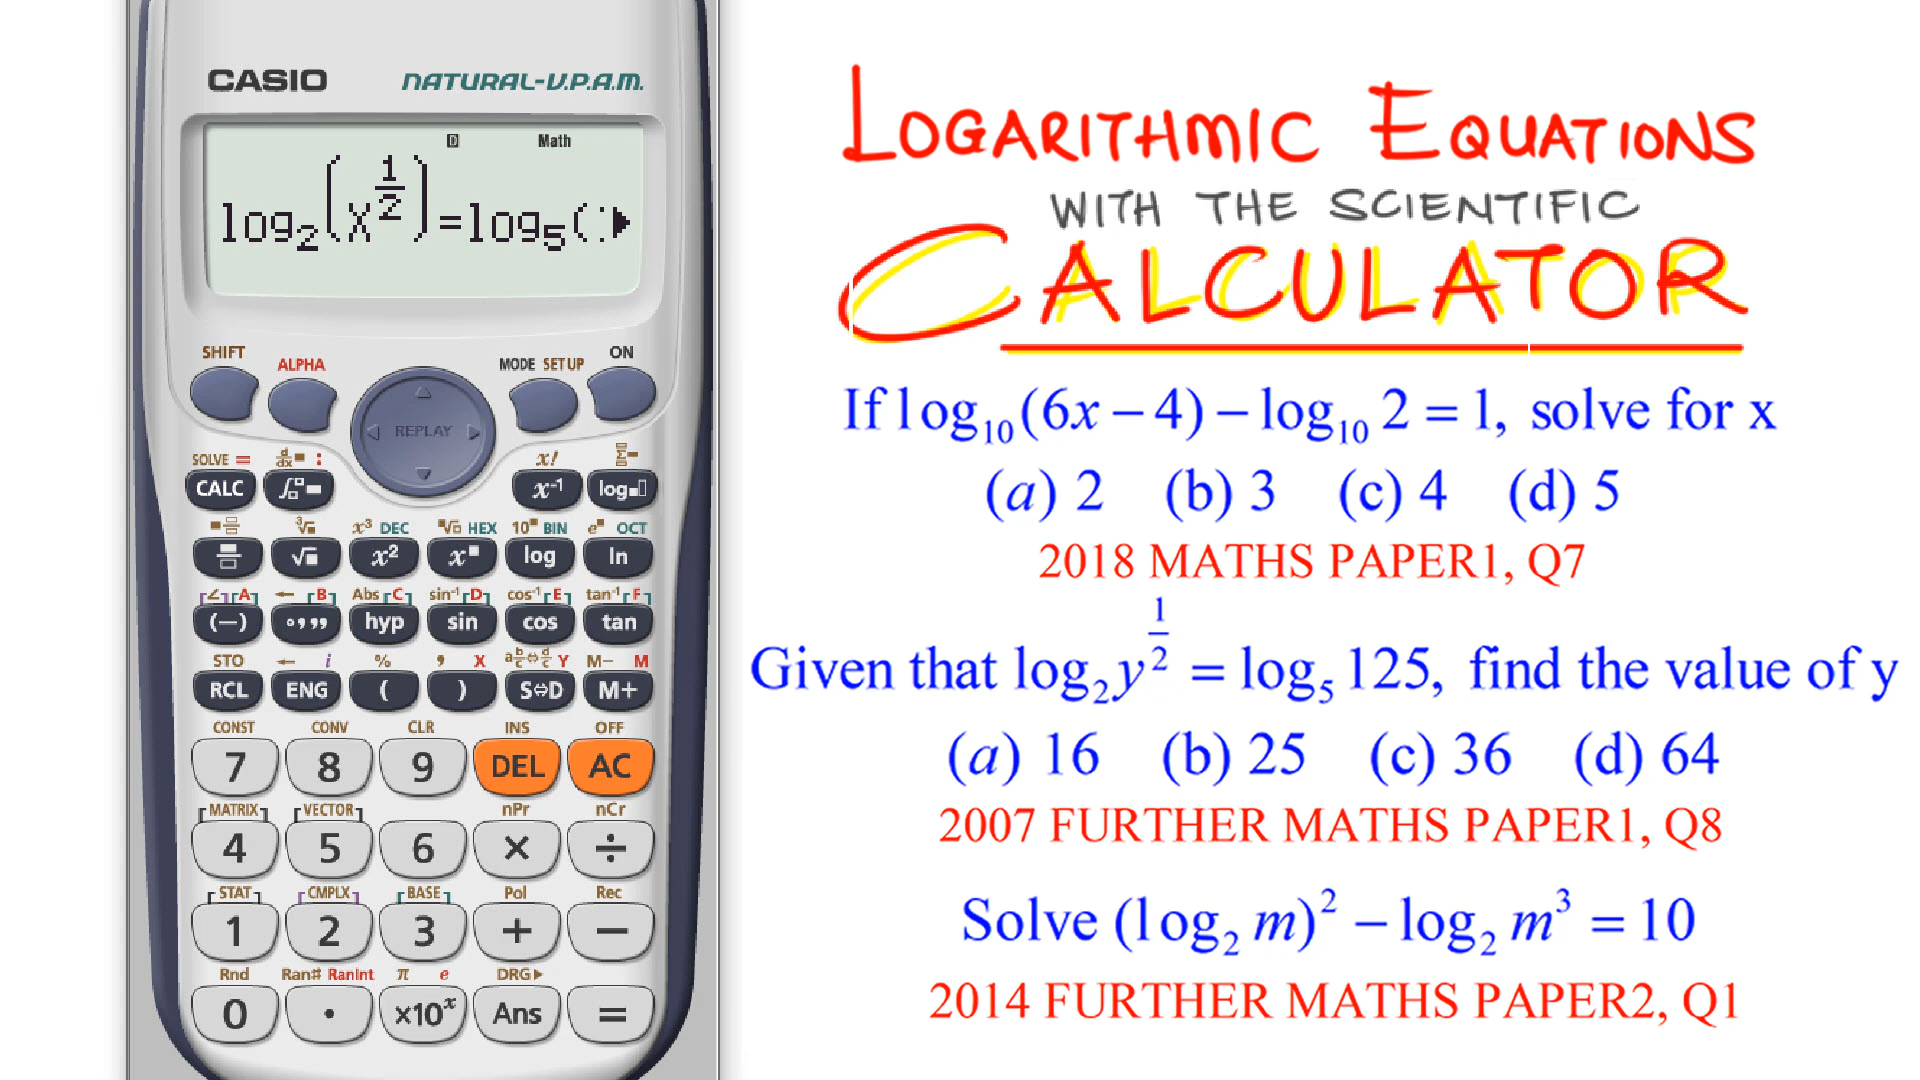 CASIO NATURAL-V.P.A.M.
D Math
log₂(X^(1/2))=log₅(:▶
SHIFT ALPHA MODE SETUP ON
REPLAY
SOLVE = d/dx : x! Σ
CALC ∫ x⁻¹ log
∛ x³ DEC HEX 10 BIN e OCT
√ x² x log ln
∠ A ← B Abs C sin⁻¹ D cos⁻¹ E tan⁻¹ F
(−) ° , ,, hyp sin cos tan
STO ← i % , X a b/c⇔d/c Y M− M
RCL ENG ( ) S⇔D M+
CONST CONV CLR INS OFF
7 8 9 DEL AC
MATRIX VECTOR nPr nCr
4 5 6 × ÷
STAT CMPLX BASE Pol Rec
1 2 3 + −
Rnd Ran# RanInt π e DRG▶
0 · ×10ˣ Ans =
LOGARITHMIC EQUATIONS
WITH THE SCIENTIFIC
CALCULATOR
If log₁₀(6x − 4) − log₁₀ 2 = 1, solve for x
(a) 2 (b) 3 (c) 4 (d) 5
2018 MATHS PAPER1, Q7
Given that log₂ y^(1/2) = log₅ 125, find the value of y
(a) 16 (b) 25 (c) 36 (d) 64
2007 FURTHER MATHS PAPER1, Q8
Solve (log₂ m)² − log₂ m³ = 10
2014 FURTHER MATHS PAPER2, Q1